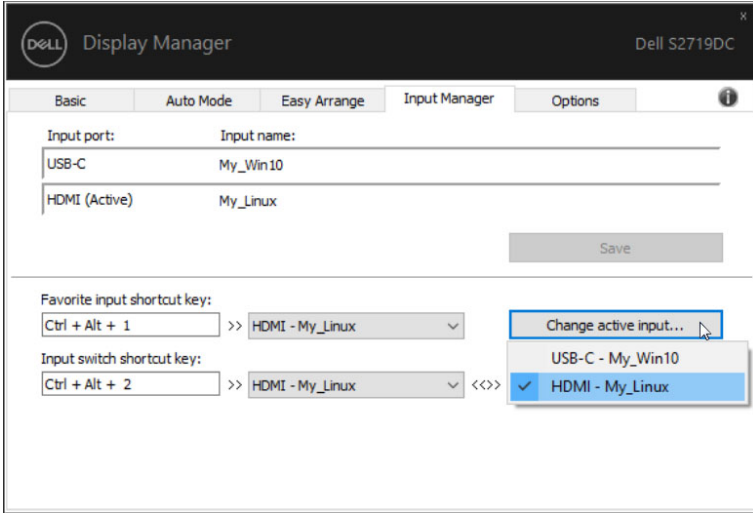 x
DELL Display Manager Dell S2719DC
Basic Auto Mode Easy Arrange Input Manager Options i
Input port: Input name:
USB-C My_Win10
HDMI (Active) My_Linux
Save
Favorite input shortcut key:
Ctrl + Alt + 1 >> HDMI - My_Linux Change active input...
Input switch shortcut key:
USB-C - My_Win10
Ctrl + Alt + 2 >> HDMI - My_Linux <<>> HDMI - My_Linux